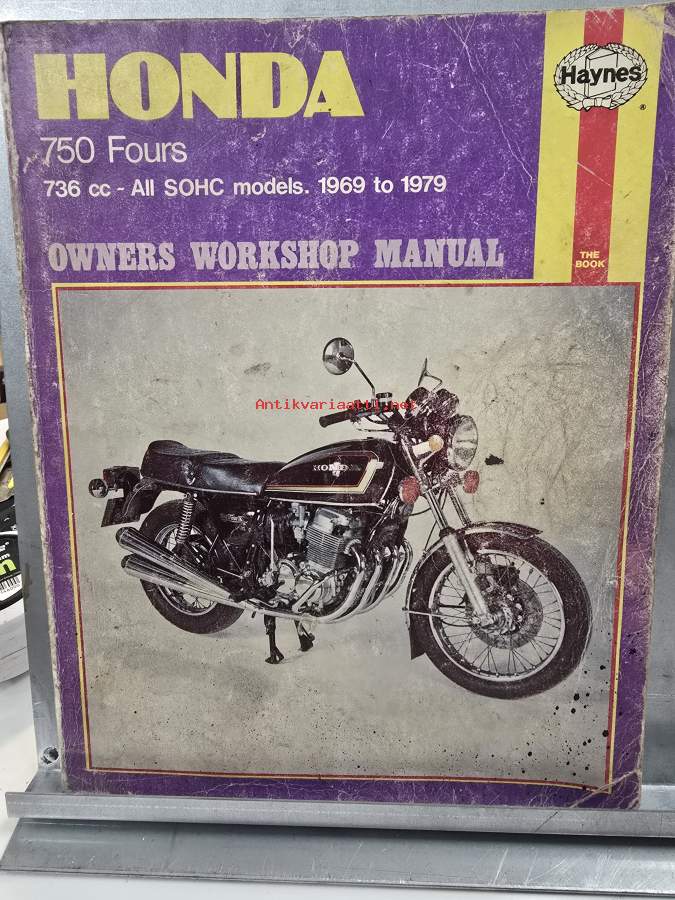 HONDA
Haynes
®
750 Fours
736 cc - All SOHC models. 1969 to 1979
OWNERS WORKSHOP MANUAL
THE
BOOK
Antikvariaatti.net
HONDA